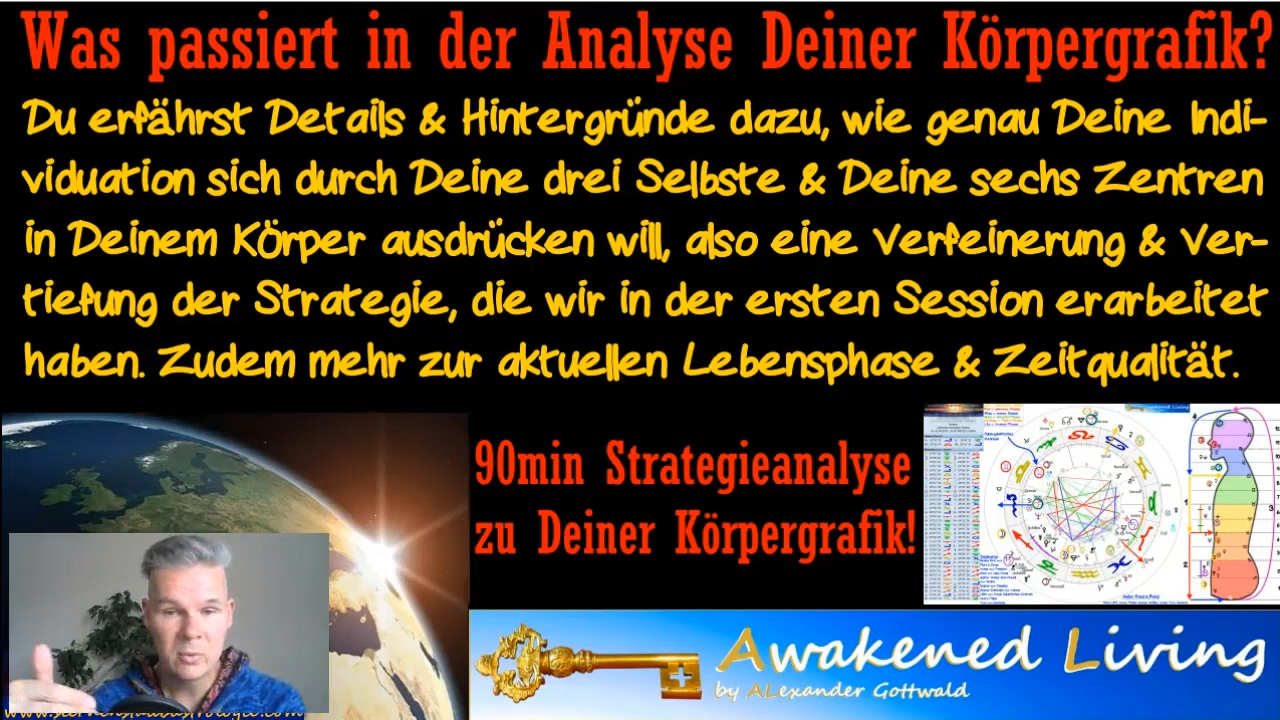 Was passiert in der Analyse Deiner Körpergrafik?
Du erfährst Details & Hintergründe dazu, wie genau Deine Indi-
viduation sich durch Deine drei Selbste & Deine sechs Zentren
in Deinem Körper ausdrücken will, also eine Verfeinerung & Ver-
tiefung der Strategie, die wir in der ersten Session erarbeitet
haben. Zudem mehr zur aktuellen Lebensphase & Zeitqualität.
90min Strategieanalyse
zu Deiner Körpergrafik!
Awakened Living
Awakened Living
by ALexander Gottwald